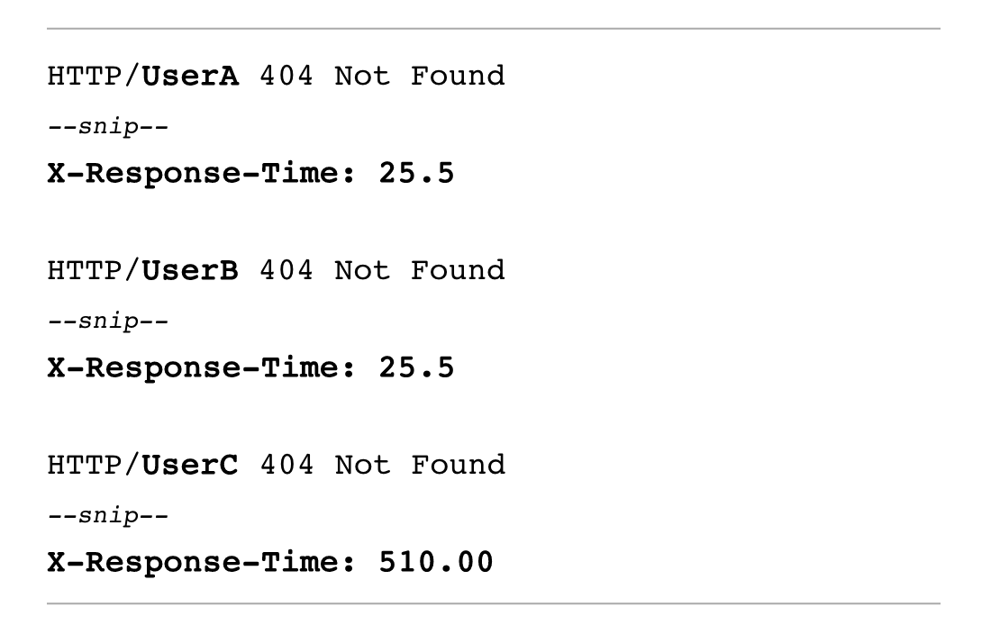 HTTP/UserA 404 Not Found
--snip--
X-Response-Time: 25.5
HTTP/UserB 404 Not Found
--snip--
X-Response-Time: 25.5
HTTP/UserC 404 Not Found
--snip--
X-Response-Time: 510.00